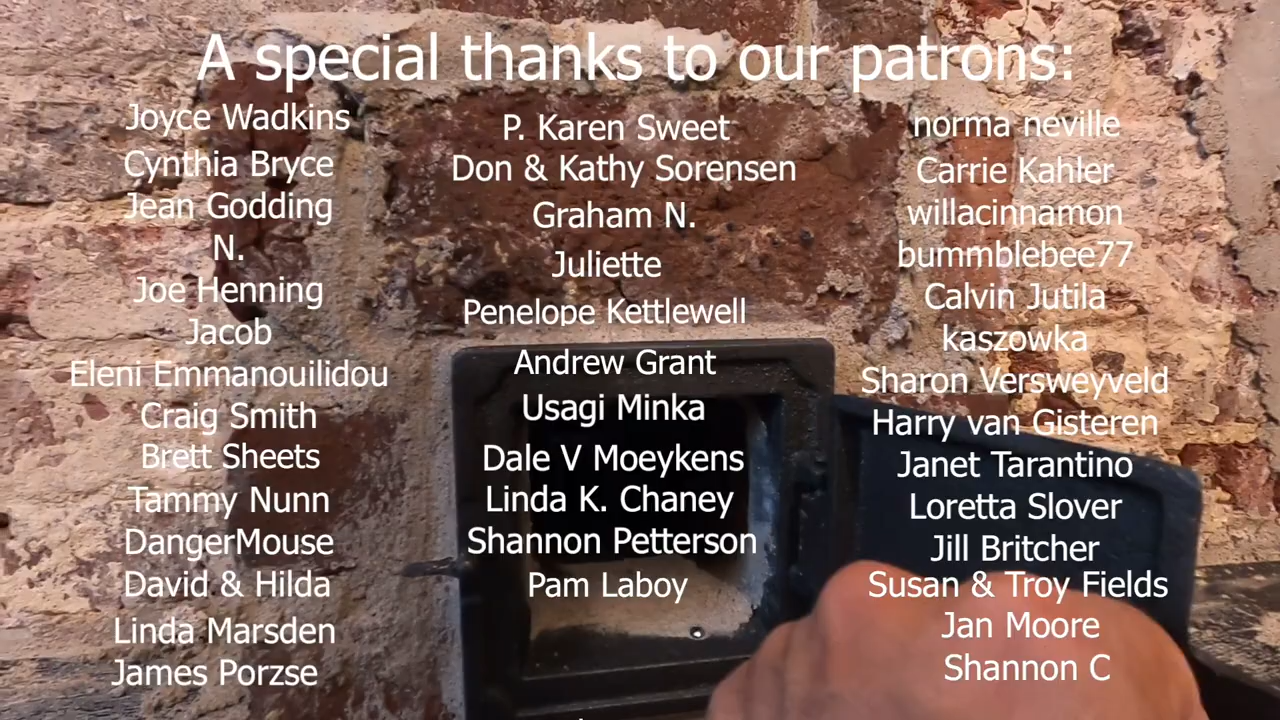 A special thanks to our patrons:
Joyce Wadkins
Cynthia Bryce
Jean Godding
N.
Joe Henning
Jacob
Eleni Emmanouilidou
Craig Smith
Brett Sheets
Tammy Nunn
DangerMouse
David & Hilda
Linda Marsden
James Porzse
P. Karen Sweet
Don & Kathy Sorensen
Graham N.
Juliette
Penelope Kettlewell
Andrew Grant
Usagi Minka
Dale V Moeykens
Linda K. Chaney
Shannon Petterson
Pam Laboy
norma neville
Carrie Kahler
willacinnamon
bummblebee77
Calvin Jutila
kaszowka
Sharon Versweyveld
Harry van Gisteren
Janet Tarantino
Loretta Slover
Jill Britcher
Susan & Troy Fields
Jan Moore
Shannon C